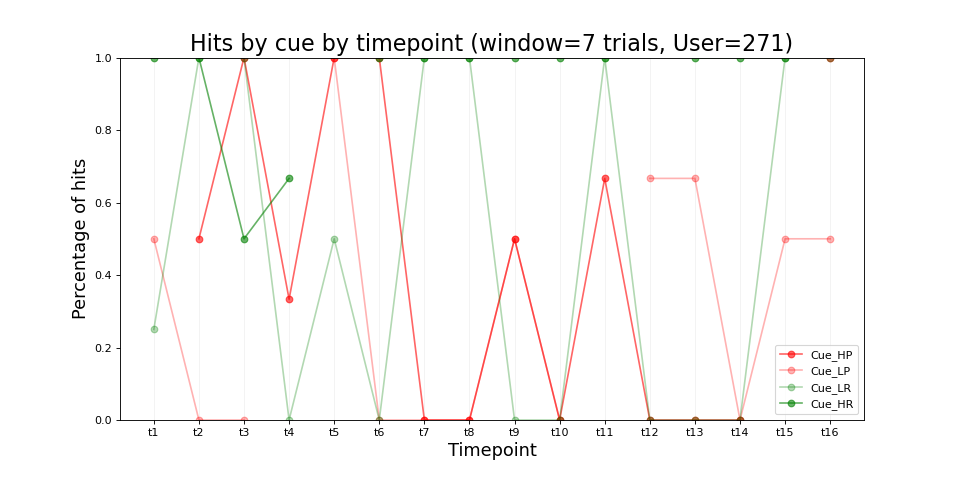 Hits by cue by timepoint (window=7 trials, User=271)
Percentage of hits
1.0
0.8
0.6
0.4
0.2
0.0
Cue_HP
Cue_LP
Cue_LR
Cue_HR
t1 t2 t3 t4 t5 t6 t7 t8 t9 t10 t11 t12 t13 t14 t15 t16
Timepoint